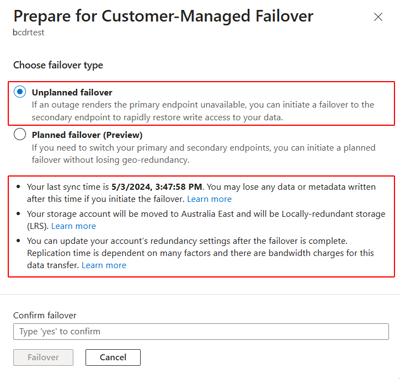 Prepare for Customer-Managed Failover
bcdrtest
Choose failover type
Unplanned failover
If an outage renders the primary endpoint unavailable, you can initiate a failover to the
secondary endpoint to rapidly restore write access to your data.
Planned failover (Preview)
If you need to switch your primary and secondary endpoints, you can initiate a planned
failover without losing geo-redundancy.
• Your last sync time is 5/3/2024, 3:47:58 PM. You may lose any data or metadata written
after this time if you initiate the failover. Learn more
• Your storage account will be moved to Australia East and will be Locally-redundant storage
(LRS). Learn more
• You can update your account's redundancy settings after the failover is complete.
Replication time is dependent on many factors and there are bandwidth charges for this
data transfer. Learn more
Confirm failover
Type 'yes' to confirm
Failover Cancel